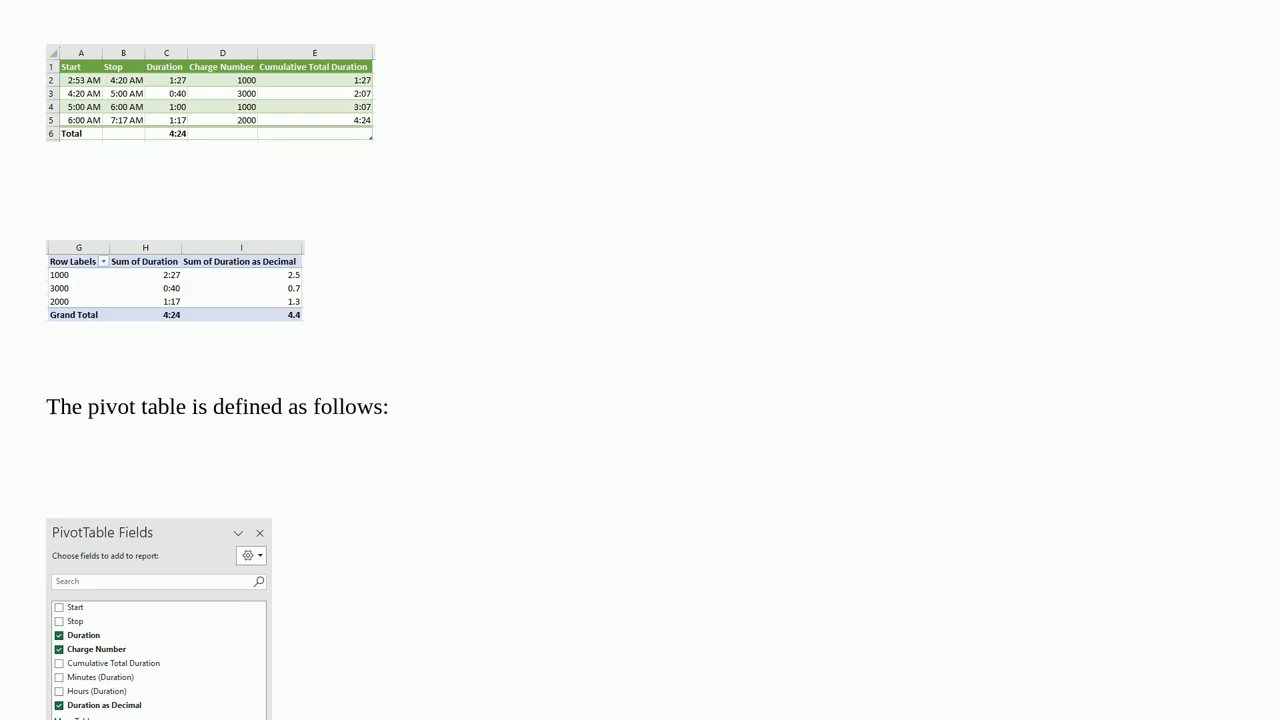 A B C D E
1 Start Stop Duration Charge Number Cumulative Total Duration
2 2:53 AM 4:20 AM 1:27 1000 1:27
3 4:20 AM 5:00 AM 0:40 3000 2:07
4 5:00 AM 6:00 AM 1:00 1000 3:07
5 6:00 AM 7:17 AM 1:17 2000 4:24
6 Total 4:24
G H I
Row Labels Sum of Duration Sum of Duration as Decimal
1000 2:27 2.5
3000 0:40 0.7
2000 1:17 1.3
Grand Total 4:24 4.4
The pivot table is defined as follows:
PivotTable Fields
Choose fields to add to report:
Search
Start
Stop
Duration
Charge Number
Cumulative Total Duration
Minutes (Duration)
Hours (Duration)
Duration as Decimal